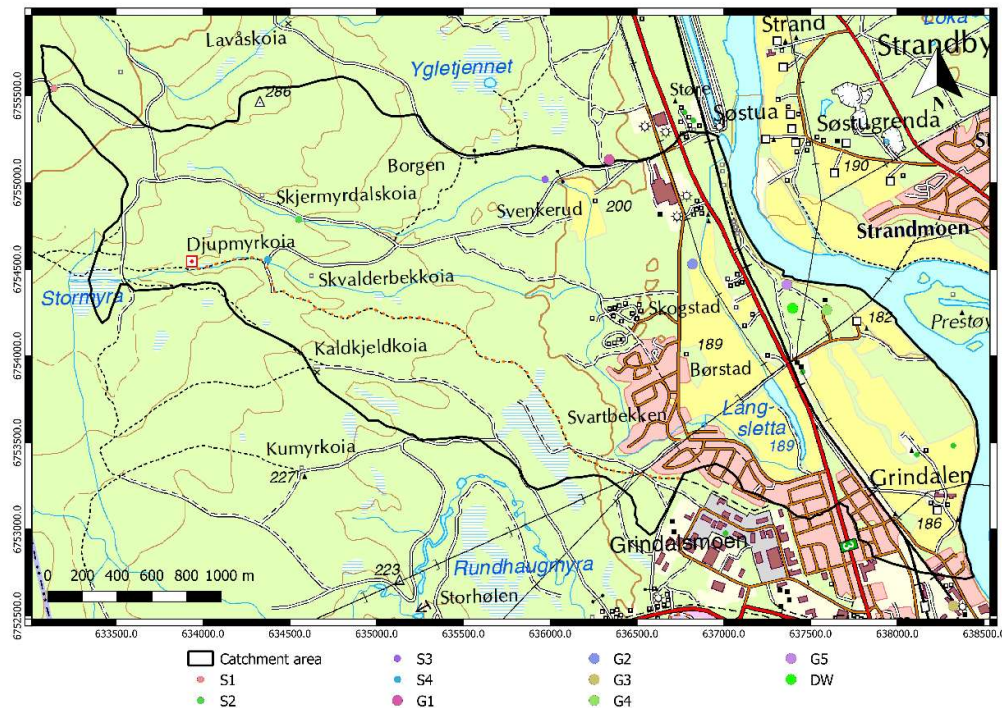 Lavåskoia
Strand
Loka
Strandby
286
Ygletjennet
Støre
Søstua
N
Søstugrenda
190
Borgen
Skjermyrdalskoia
Svenkerud
200
Strandmoen
Djupmyrkoia
Stormyra
Skvalderbekkoia
Skogstad
182
Prestøy
Kaldkjeldkoia
189
Børstad
Svartbekken
Lång-
sletta
189
Kumyrkoia
227
Grindalen
186
Grindalsmoen
3
223
Rundhaugmyra
Storhølen
0 200 400 600 800 1000 m
6755500.0
6755000.0
6754500.0
6754000.0
6753500.0
6753000.0
6752500.0
633500.0 634000.0 634500.0 635000.0 635500.0 636000.0 636500.0 637000.0 637500.0 638000.0 638500.0
Catchment area S3 G2 G5
S1 S4 G3 DW
S2 G1 G4